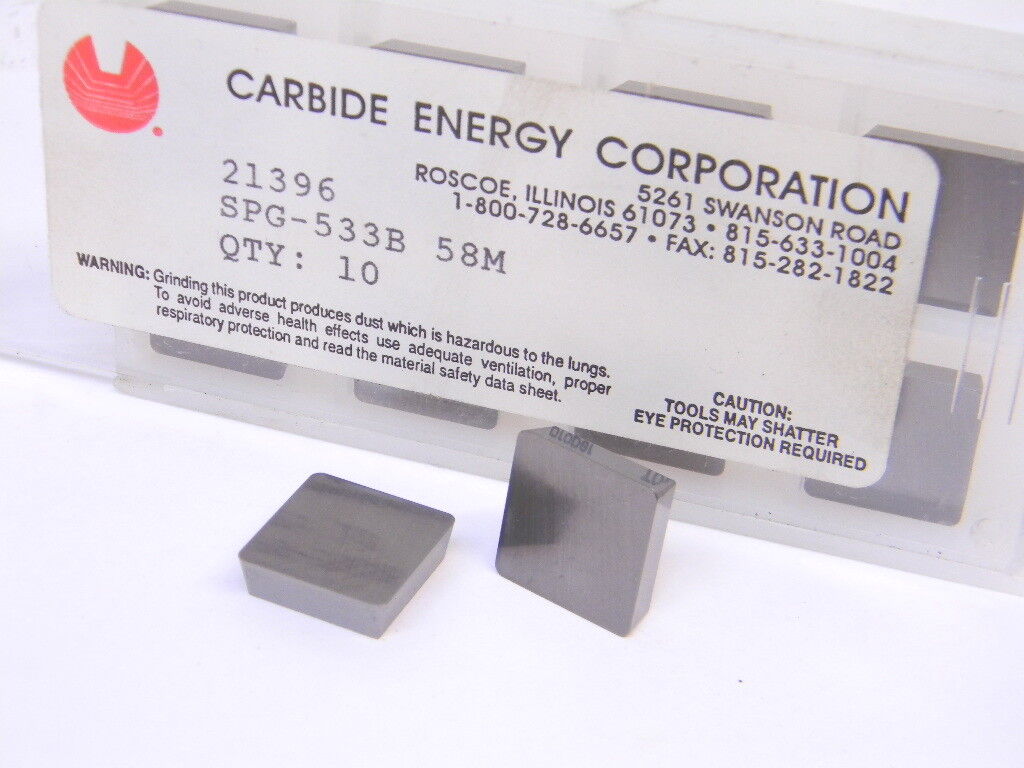 CARBIDE ENERGY CORPORATION
5261 SWANSON ROAD
ROSCOE, ILLINOIS 61073 • 815-633-1004
1-800-728-6657 • FAX: 815-282-1822
21396
SPG-533B 58M
QTY: 10
WARNING: Grinding this product produces dust which is hazardous to the lungs.
To avoid adverse health effects use adequate ventilation, proper
respiratory protection and read the material safety data sheet.
CAUTION:
TOOLS MAY SHATTER
EYE PROTECTION REQUIRED